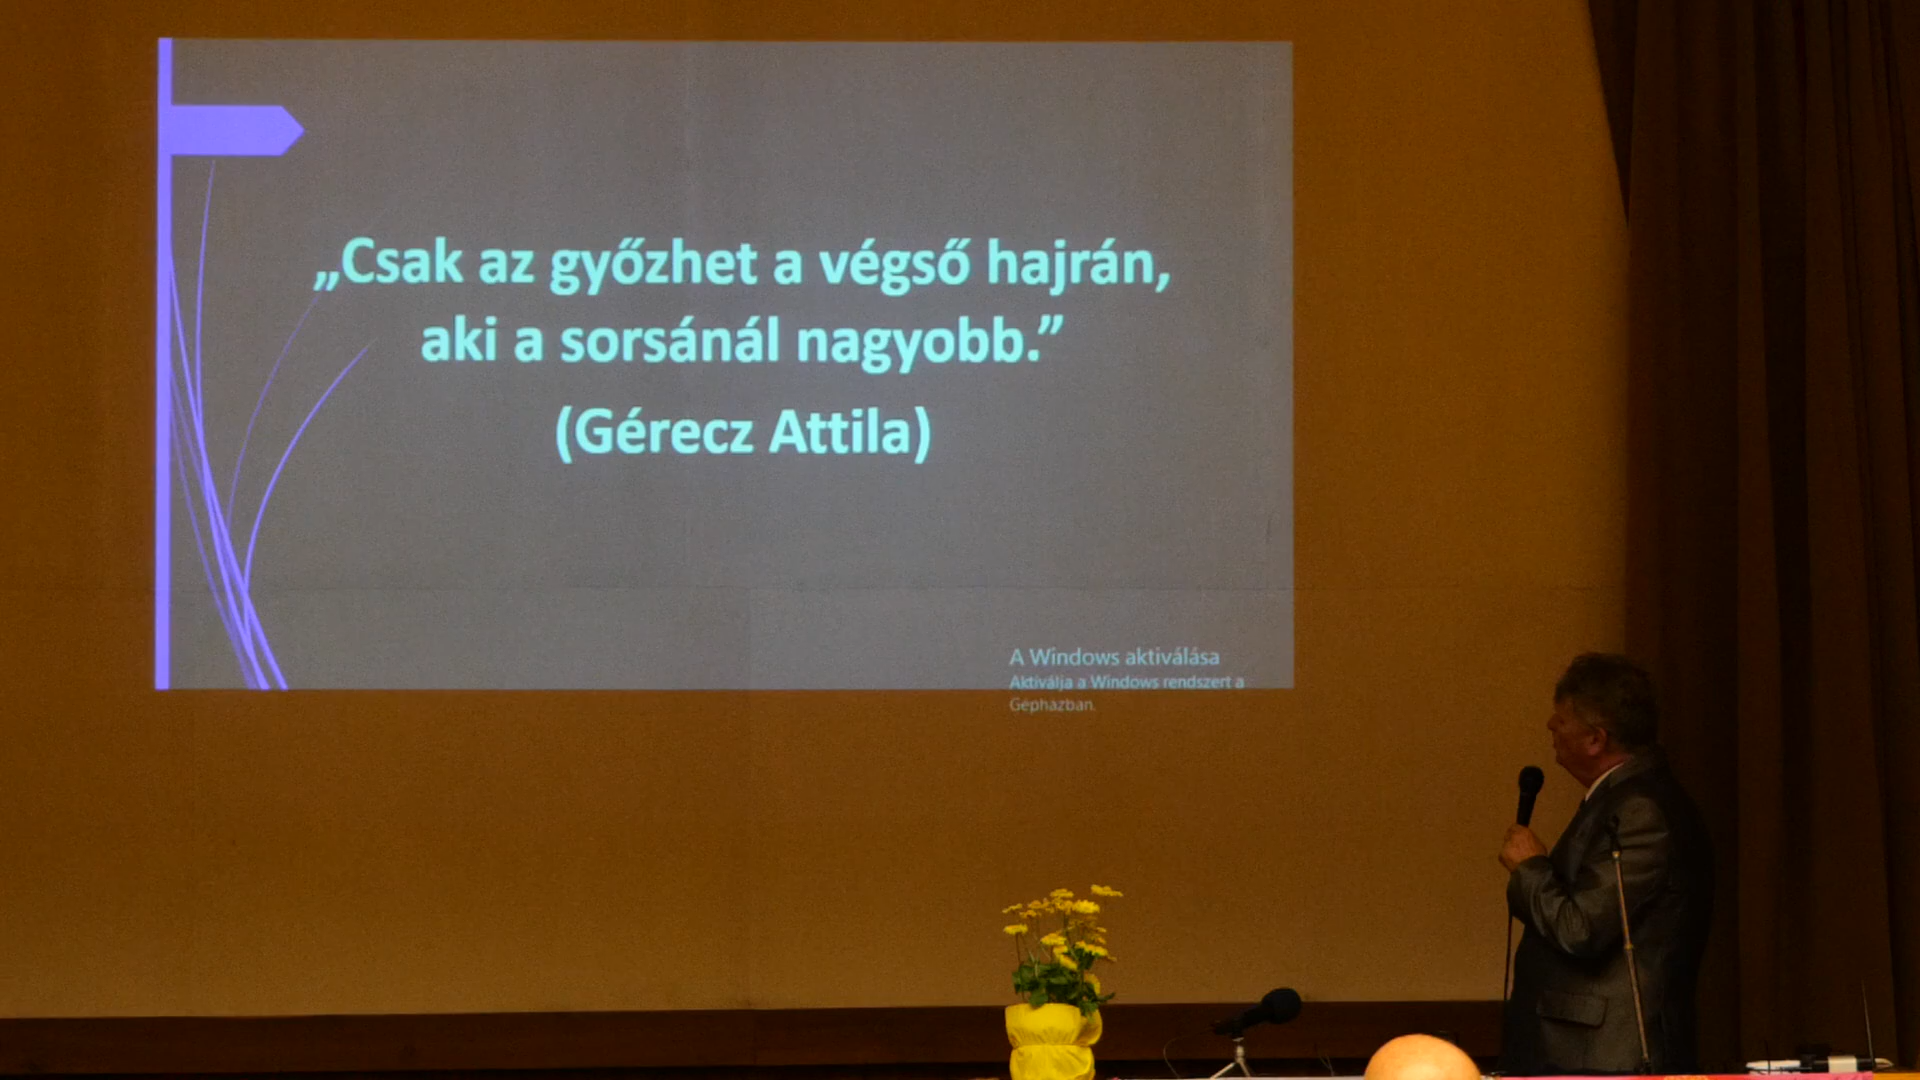 „Csak az győzhet a végső hajrán,
aki a sorsánál nagyobb.”
(Gérecz Attila)
A Windows aktiválása
Aktiválja a Windows rendszert a
Gépházban.